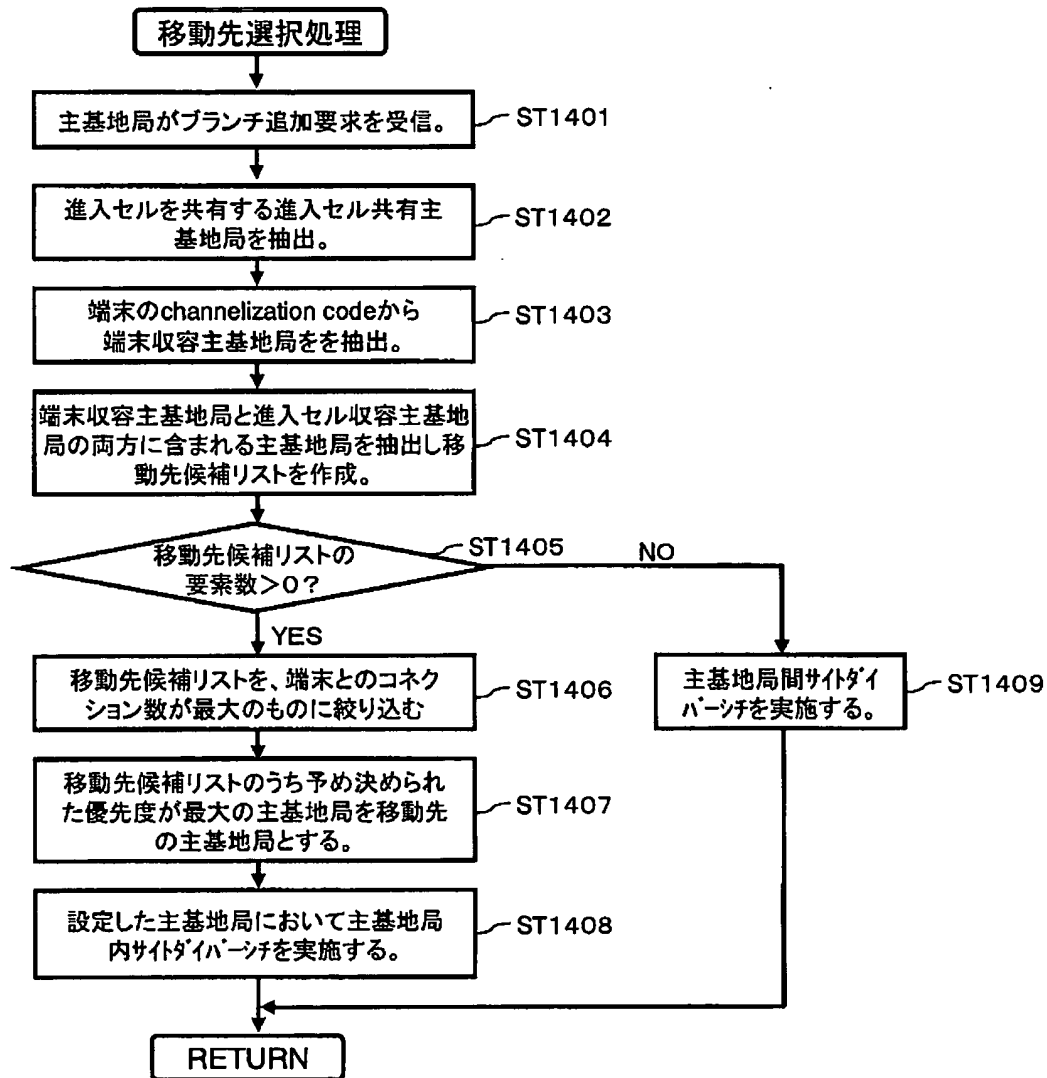 移動先選択処理
主基地局がブランチ追加要求を受信。
ST1401
進入セルを共有する進入セル共有主
基地局を抽出。
ST1402
端末のchannelization codeから
端末収容主基地局をを抽出。
ST1403
端末収容主基地局と進入セル収容主基地
局の両方に含まれる主基地局を抽出し移
動先候補リストを作成。
ST1404
移動先候補リストの
要素数＞０？
ST1405
NO
YES
移動先候補リストを、端末とのコネク
ション数が最大のものに絞り込む
ST1406
主基地局間ｻｲﾄﾀﾞｲ
ﾊﾞｰｼﾁを実施する。
ST1409
移動先候補リストのうち予め決められ
た優先度が最大の主基地局を移動先
の主基地局とする。
ST1407
設定した主基地局において主基地局
内ｻｲﾄﾀﾞｲﾊﾞｰｼﾁを実施する。
ST1408
RETURN